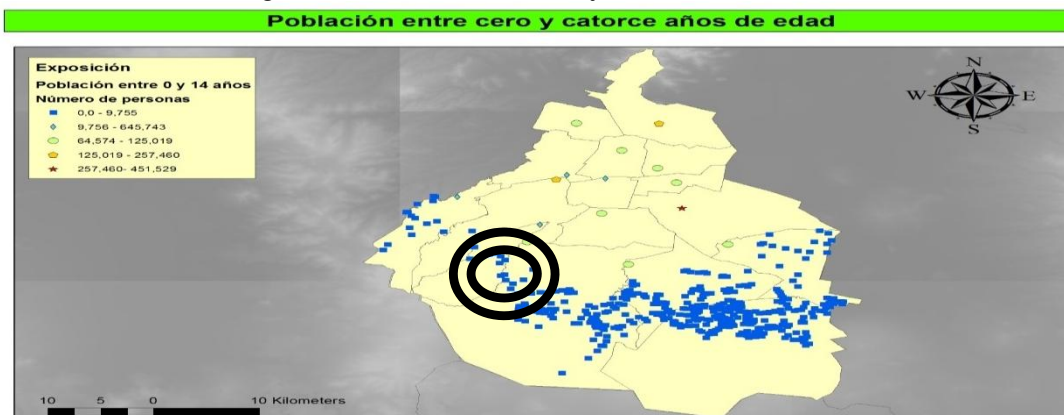 Población entre cero y catorce años de edad
Exposición
Población entre 0 y 14 años
Número de personas
0,0 - 9,755
9,756 - 645,743
64,574 - 125,019
125,019 - 257,460
257,460- 451,529
N
W
E
S
10 5 0 10 Kilometers